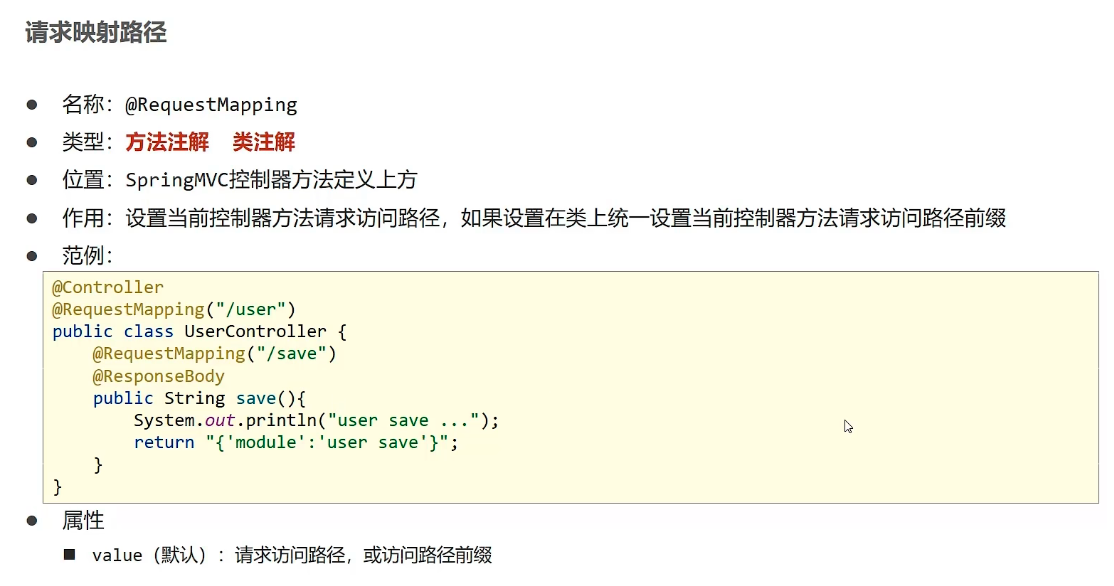 请求映射路径
名称：@RequestMapping
类型：方法注解 类注解
位置：SpringMVC控制器方法定义上方
作用：设置当前控制器方法请求访问路径，如果设置在类上统一设置当前控制器方法请求访问路径前缀
范例：
@Controller
@RequestMapping("/user")
public class UserController {
    @RequestMapping("/save")
    @ResponseBody
    public String save(){
        System.out.println("user save ...");
        return "{'module':'user save'}";
    }
}
属性
value（默认）：请求访问路径，或访问路径前缀